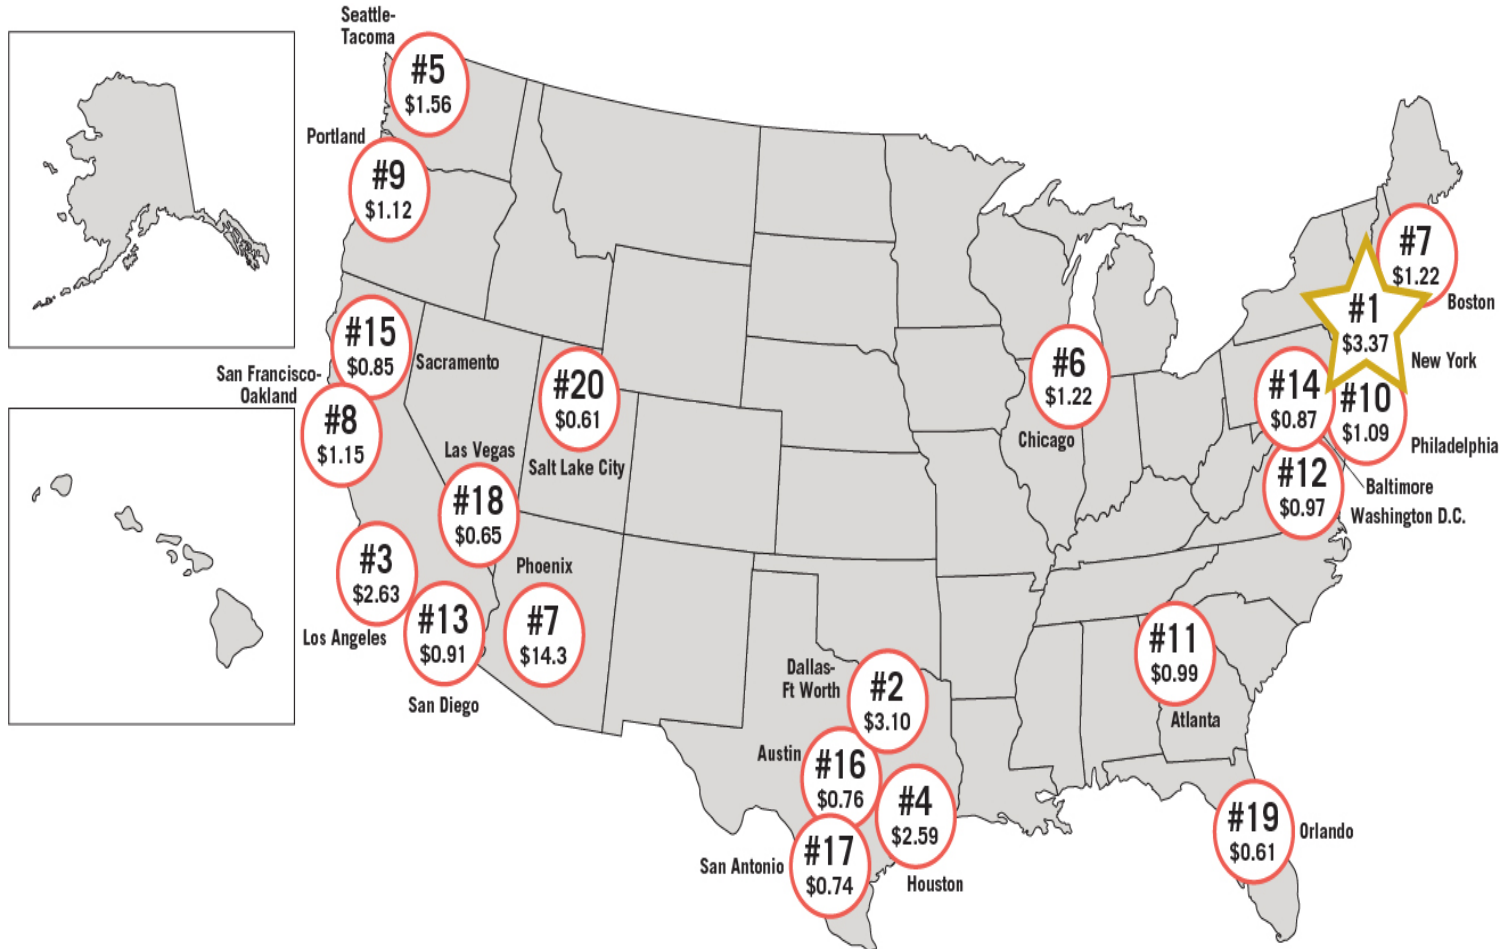 Seattle-
Tacoma
#5
$1.56
Portland
#9
$1.12
#7
$1.22
Boston
#1
$3.37
New York
#15
$0.85
Sacramento
San Francisco-
Oakland
#8
$1.15
#20
$0.61
Salt Lake City
#6
$1.22
Chicago
#14
$0.87
#10
$1.09
Philadelphia
Baltimore
#12
$0.97
Washington D.C.
Las Vegas
#18
$0.65
#3
$2.63
Los Angeles
#13
$0.91
San Diego
Phoenix
#7
$14.3
Dallas-
Ft Worth
#2
$3.10
#11
$0.99
Atlanta
Austin
#16
$0.76
#4
$2.59
Houston
San Antonio
#17
$0.74
#19
$0.61
Orlando